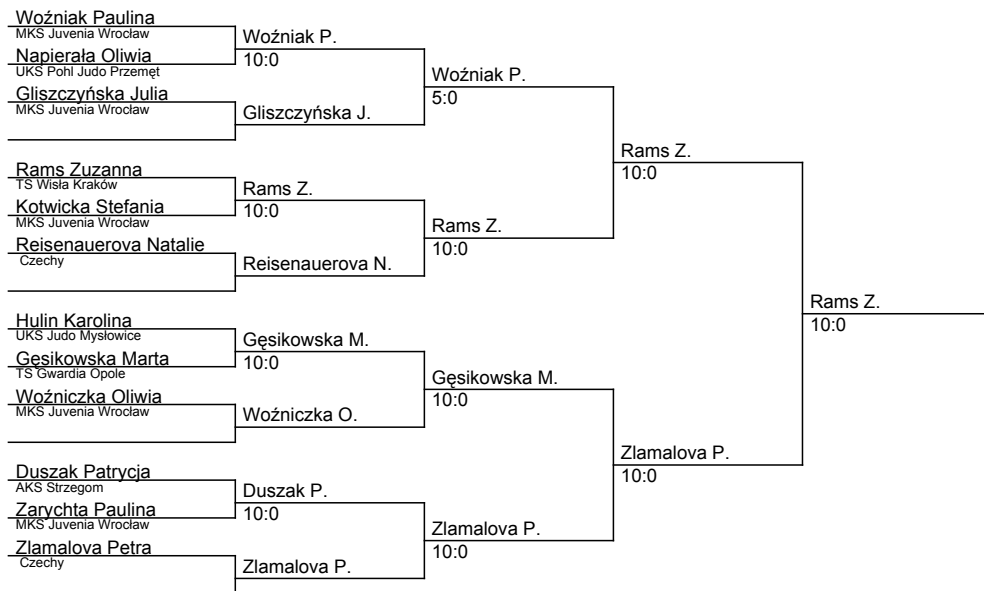 Woźniak Paulina
MKS Juvenia Wrocław
Napierała Oliwia
UKS Pohl Judo Przemęt
Gliszczyńska Julia
MKS Juvenia Wrocław
Rams Zuzanna
TS Wisła Kraków
Kotwicka Stefania
MKS Juvenia Wrocław
Reisenauerova Natalie
Czechy
Hulin Karolina
UKS Judo Mysłowice
Gęsikowska Marta
TS Gwardia Opole
Woźniczka Oliwia
MKS Juvenia Wrocław
Duszak Patrycja
AKS Strzegom
Zarychta Paulina
MKS Juvenia Wrocław
Zlamalova Petra
Czechy
Woźniak P.
10:0
Gliszczyńska J.
Rams Z.
10:0
Reisenauerova N.
Gęsikowska M.
10:0
Woźniczka O.
Duszak P.
10:0
Zlamalova P.
Woźniak P.
5:0
Rams Z.
10:0
Gęsikowska M.
10:0
Zlamalova P.
10:0
Rams Z.
10:0
Zlamalova P.
10:0
Rams Z.
10:0